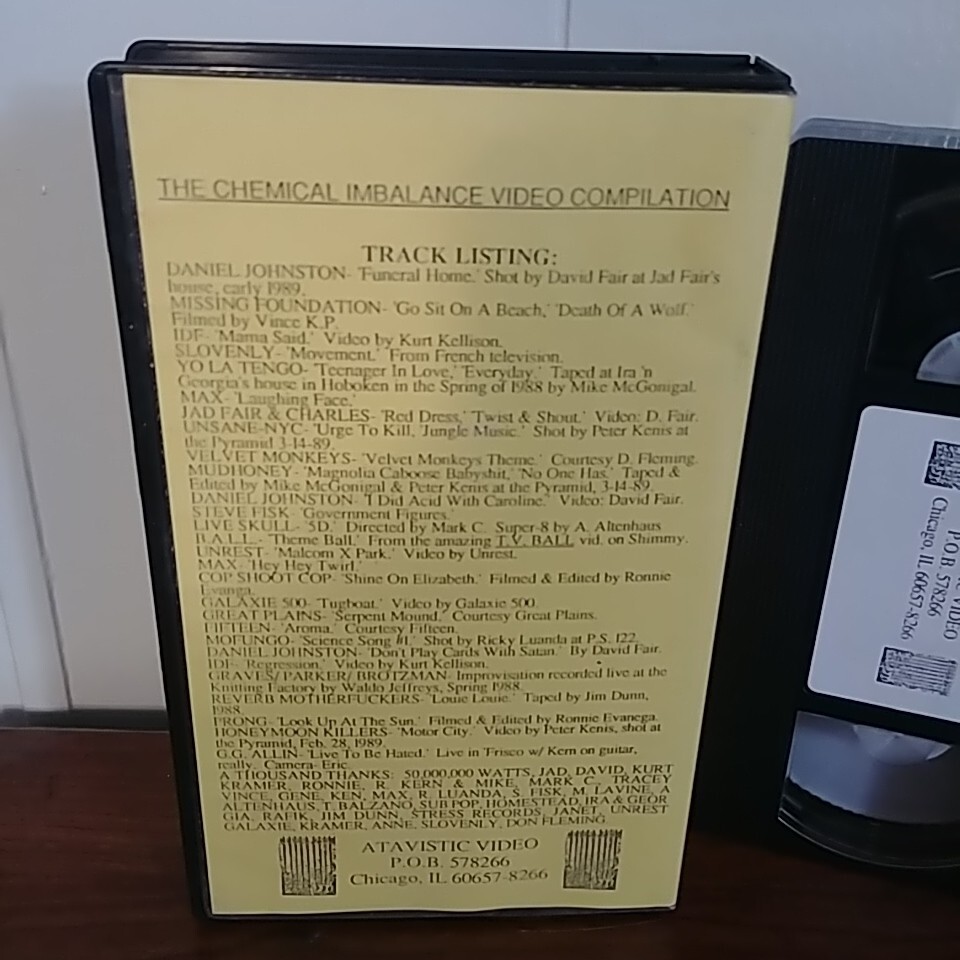 THE CHEMICAL IMBALANCE VIDEO COMPILATION
TRACK LISTING:
DANIEL JOHNSTON- 'Funeral Home.' Shot by David Fair at Jad Fair's
house, early 1989.
MISSING FOUNDATION- 'Go Sit On A Beach,' 'Death Of A Wolf.'
Filmed by Vince K.P.
IDF- 'Mama Said.' Video by Kurt Kellison.
SLOVENLY- 'Movement.' From French television.
YO LA TENGO- 'Teenager In Love,' 'Everyday.' Taped at Ira 'n
Georgia's house in Hoboken in the Spring of 1988 by Mike McGonigal.
MAX- 'Laughing Face.'
JAD FAIR & CHARLES- 'Red Dress,' 'Twist & Shout.' Video: D. Fair.
UNSANE-NYC- 'Urge To Kill, 'Jungle Music.' Shot by Peter Kenis at
the Pyramid 3-14-89.
VELVET MONKEYS- 'Velvet Monkeys Theme.' Courtesy D. Fleming.
MUDHONEY- 'Magnolia Caboose Babyshit,' 'No One Has.' Taped &
Edited by Mike McGonigal & Peter Kenis at the Pyramid, 3-14-89.
DANIEL JOHNSTON- 'I Did Acid With Caroline.' Video: David Fair.
STEVE FISK- 'Government Figures.'
LIVE SKULL- '5D.' Directed by Mark C. Super-8 by A. Altenhaus
B.A.L.L.- 'Theme Ball.' From the amazing T.V. BALL vid. on Shimmy.
UNREST- 'Malcom X Park.' Video by Unrest.
MAX- 'Hey Hey Twirl.'
COP SHOOT COP- 'Shine On Elizabeth.' Filmed & Edited by Ronnie
Evanga.
GALAXIE 500- 'Tugboat.' Video by Galaxie 500.
GREAT PLAINS- 'Serpent Mound.' Courtesy Great Plains.
FIFTEEN- 'Aroma.' Courtesy Fifteen.
MOFUNGO- 'Science Song #1.' Shot by Ricky Luanda at P.S. 122.
DANIEL JOHNSTON- 'Don't Play Cards With Satan.' By David Fair.
IDF- 'Regression.' Video by Kurt Kellison.
GRAVES/ PARKER/ BROTZMAN- Improvisation recorded live at the
Knitting Factory by Waldo Jeffreys, Spring 1988.
REVERB MOTHERFUCKERS- 'Louie Louie.' Taped by Jim Dunn,
1988.
PRONG- 'Look Up At The Sun.' Filmed & Edited by Ronnie Evanega.
HONEYMOON KILLERS- 'Motor City.' Video by Peter Kenis, shot at
the Pyramid, Feb. 28, 1989.
G.G. ALLIN- 'Live To Be Hated.' Live in 'Frisco w/ Kern on guitar,
really. Camera- Eric.
A THOUSAND THANKS: 50,000,000 WATTS, JAD, DAVID, KURT
KRAMER, RONNIE, R. KERN & MIKE, MARK C., TRACEY
VINCE, GENE, KEN, MAX, R. LUANDA, S. FISK, M. LAVINE, A
ALTENHAUS, T. BALZANO, SUB POP, HOMESTEAD, IRA & GEOR
GIA, RAFIK, JIM DUNN, STRESS RECORDS, JANET, UNREST
GALAXIE, KRAMER, ANNE, SLOVENLY, DON FLEMING.
ATAVISTIC VIDEO
P.O.B. 578266
Chicago, IL 60657-8266
VIDEO
P.O.B. 578266
Chicago, IL 60657-8266